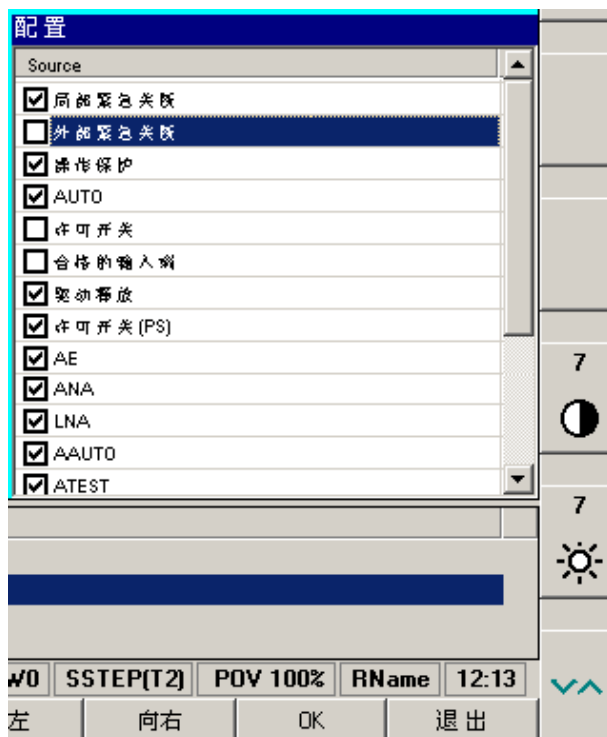 配置
Source
局部紧急关断
外部紧急关断
操作保护
AUTO
许可开关
合格的输入端
驱动释放
许可开关(PS)
AE
ANA
LNA
AAUTO
ATEST
7
7
W0 SSTEP(T2) POV 100% RName 12:13
左 向右 OK 退出